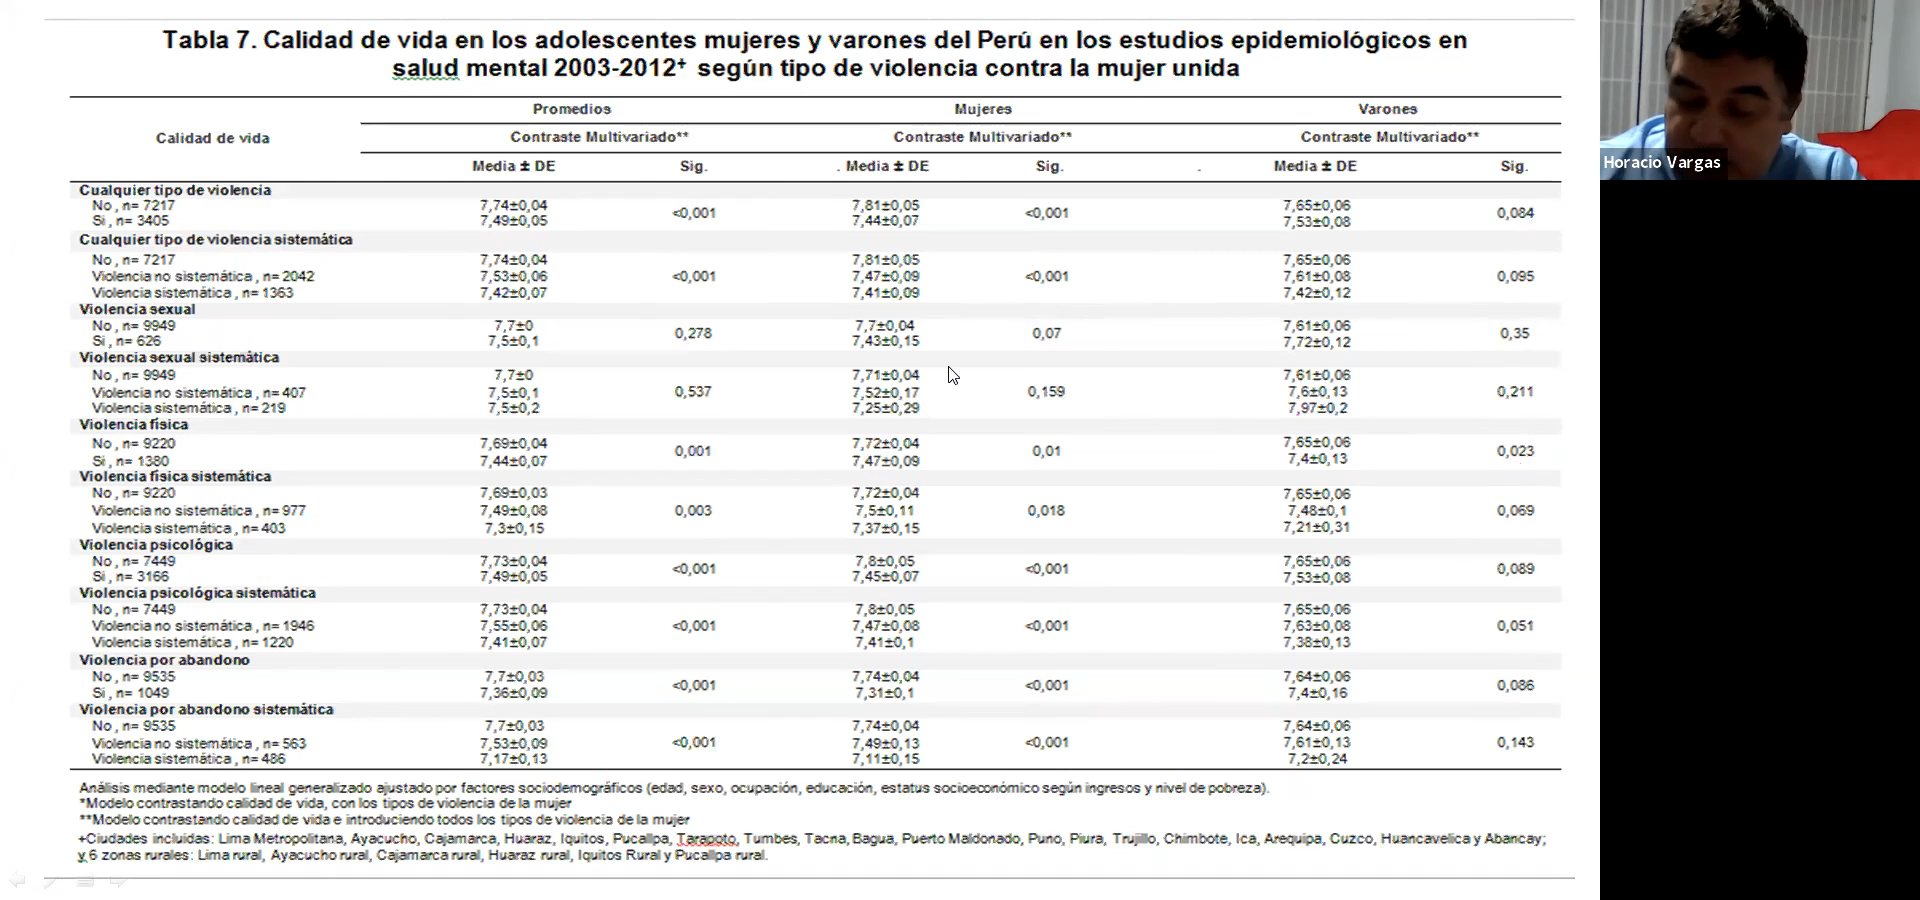 Tabla 7. Calidad de vida en los adolescentes mujeres y varones del Perú en los estudios epidemiológicos en
salud mental 2003-2012+ según tipo de violencia contra la mujer unida
Promedios Mujeres Varones
Calidad de vida
Contraste Multivariado** Contraste Multivariado** Contraste Multivariado**
Media ± DE Sig. . Media ± DE Sig. . Media ± DE Sig.
Cualquier tipo de violencia
No , n= 7217 7,74±0,04 <0,001 7,81±0,05 <0,001 7,65±0,06 0,084
Si , n= 3405 7,49±0,05 7,44±0,07 7,53±0,08
Cualquier tipo de violencia sistemática
No , n= 7217 7,74±0,04 7,81±0,05 7,65±0,06
Violencia no sistemática , n= 2042 7,53±0,06 <0,001 7,47±0,09 <0,001 7,61±0,08 0,095
Violencia sistemática , n= 1363 7,42±0,07 7,41±0,09 7,42±0,12
Violencia sexual
No , n= 9949 7,7±0 0,278 7,7±0,04 0,07 7,61±0,06 0,35
Si , n= 626 7,5±0,1 7,43±0,15 7,72±0,12
Violencia sexual sistemática
No , n= 9949 7,7±0 7,71±0,04 7,61±0,06
Violencia no sistemática , n= 407 7,5±0,1 0,537 7,52±0,17 0,159 7,6±0,13 0,211
Violencia sistemática , n= 219 7,5±0,2 7,25±0,29 7,97±0,2
Violencia física
No , n= 9220 7,69±0,04 0,001 7,72±0,04 0,01 7,65±0,06 0,023
Si , n= 1380 7,44±0,07 7,47±0,09 7,4±0,13
Violencia física sistemática
No , n= 9220 7,69±0,03 7,72±0,04 7,65±0,06
Violencia no sistemática , n= 977 7,49±0,08 0,003 7,5±0,11 0,018 7,48±0,1 0,069
Violencia sistemática , n= 403 7,3±0,15 7,37±0,15 7,21±0,31
Violencia psicológica
No , n= 7449 7,73±0,04 <0,001 7,8±0,05 <0,001 7,65±0,06 0,089
Si , n= 3166 7,49±0,05 7,45±0,07 7,53±0,08
Violencia psicológica sistemática
No , n= 7449 7,73±0,04 7,8±0,05 7,65±0,06
Violencia no sistemática , n= 1946 7,55±0,06 <0,001 7,47±0,08 <0,001 7,63±0,08 0,051
Violencia sistemática , n= 1220 7,41±0,07 7,41±0,1 7,38±0,13
Violencia por abandono
No , n= 9535 7,7±0,03 <0,001 7,74±0,04 <0,001 7,64±0,06 0,086
Si , n= 1049 7,36±0,09 7,31±0,1 7,4±0,16
Violencia por abandono sistemática
No , n= 9535 7,7±0,03 7,74±0,04 7,64±0,06
Violencia no sistemática , n= 563 7,53±0,09 <0,001 7,49±0,13 <0,001 7,61±0,13 0,143
Violencia sistemática , n= 486 7,17±0,13 7,11±0,15 7,2±0,24
Análisis mediante modelo lineal generalizado ajustado por factores sociodemográficos (edad, sexo, ocupación, educación, estatus socioeconómico según ingresos y nivel de pobreza).
*Modelo contrastando calidad de vida, con los tipos de violencia de la mujer
**Modelo contrastando calidad de vida e introduciendo todos los tipos de violencia de la mujer
+Ciudades incluidas: Lima Metropolitana, Ayacucho, Cajamarca, Huaraz, Iquitos, Pucallpa, Tarapoto, Tumbes, Tacna, Bagua, Puerto Maldonado, Puno, Piura, Trujillo, Chimbote, Ica, Arequipa, Cuzco, Huancavelica y Abancay;
y 6 zonas rurales: Lima rural, Ayacucho rural, Cajamarca rural, Huaraz rural, Iquitos Rural y Pucallpa rural.
Horacio Vargas